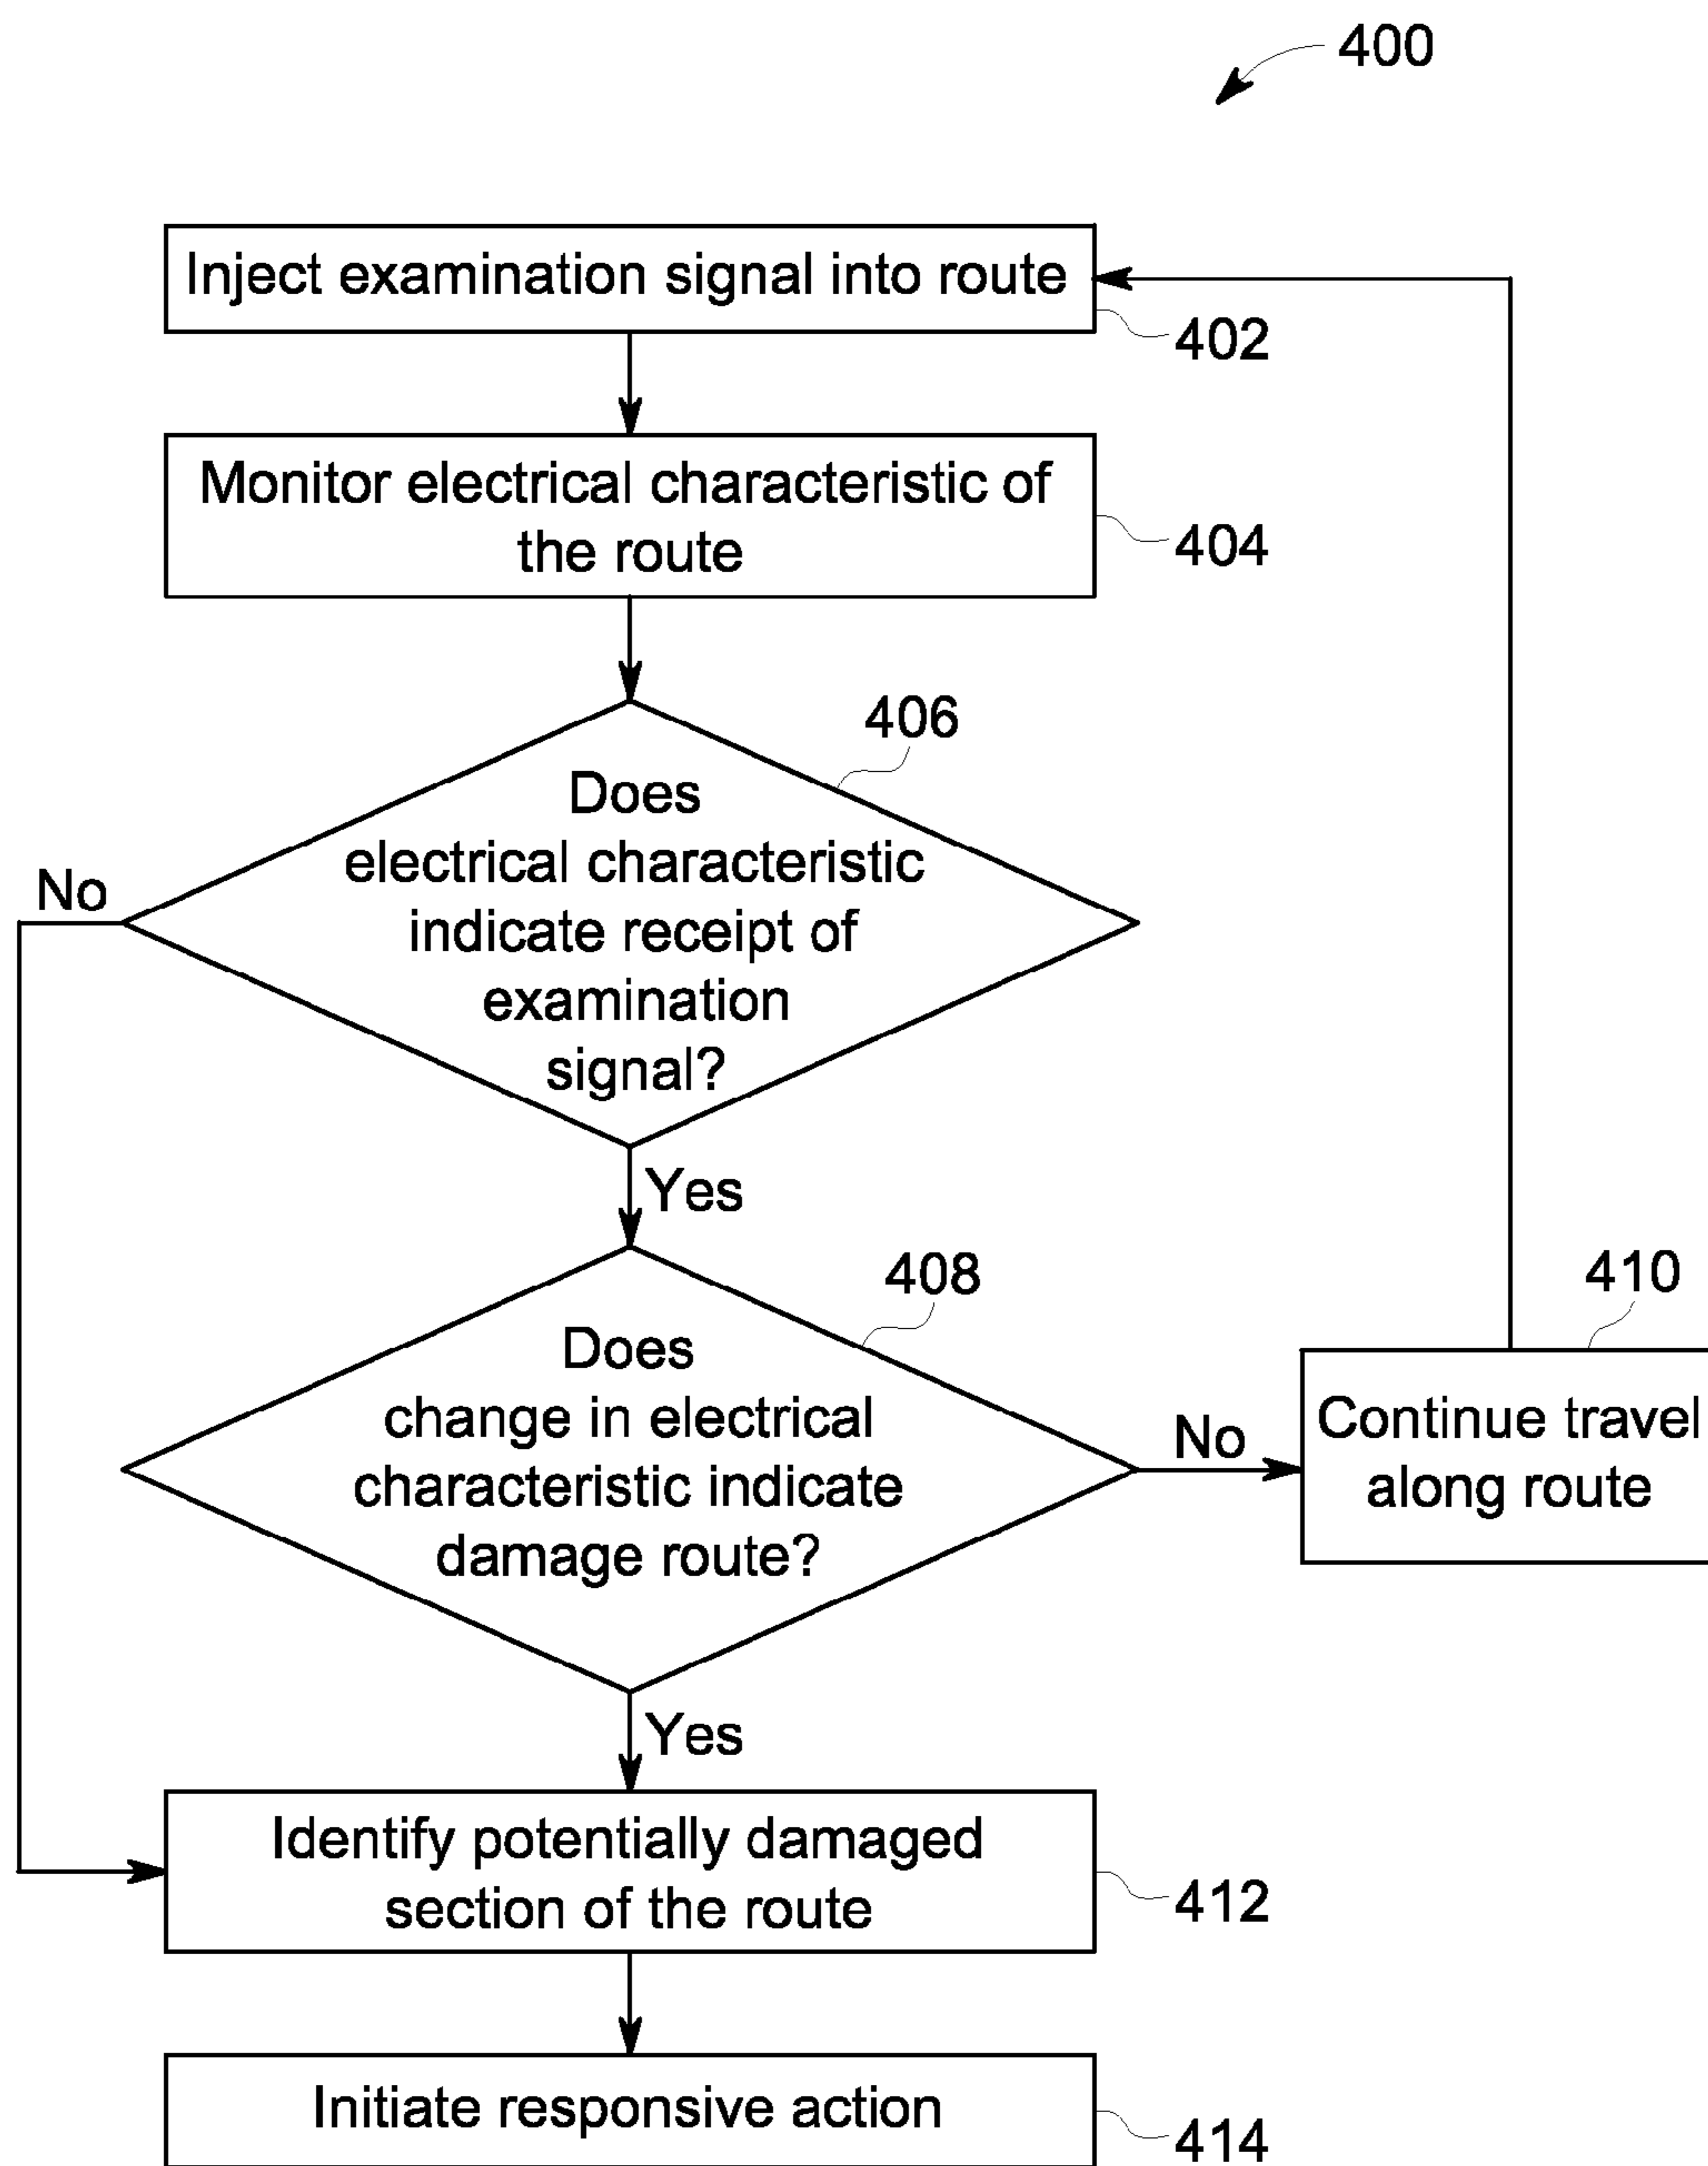 400
Inject examination signal into route
402
Monitor electrical characteristic of
the route
404
406
Does
electrical characteristic
indicate receipt of
examination
signal?
No
Yes
408
Does
change in electrical
characteristic indicate
damage route?
No
410
Continue travel
along route
Yes
Identify potentially damaged
section of the route
412
Initiate responsive action
414